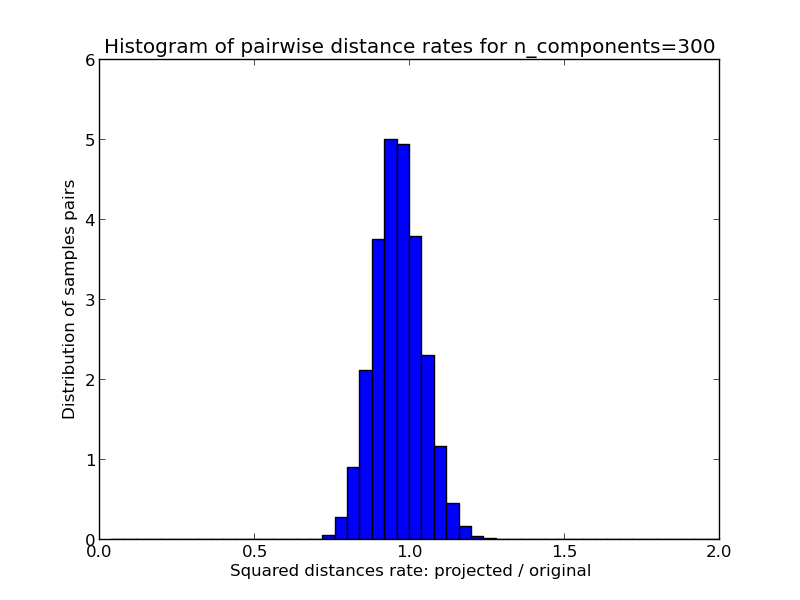 Histogram of pairwise distance rates for n_components=300
6
5
4
3
2
1
0
Distribution of samples pairs
0.0 0.5 1.0 1.5 2.0
Squared distances rate: projected / original